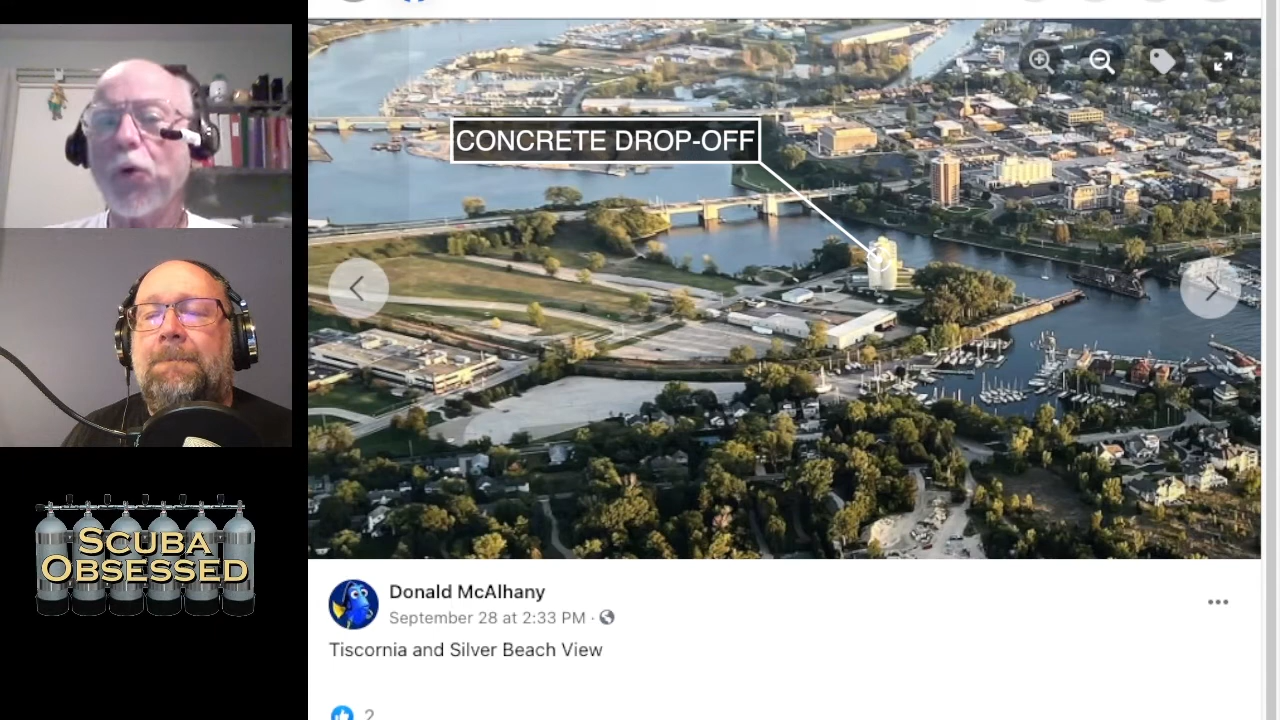 CONCRETE DROP-OFF
SCUBA
OBSESSED
Donald McAlhany
September 28 at 2:33 PM ·
Tiscornia and Silver Beach View
2